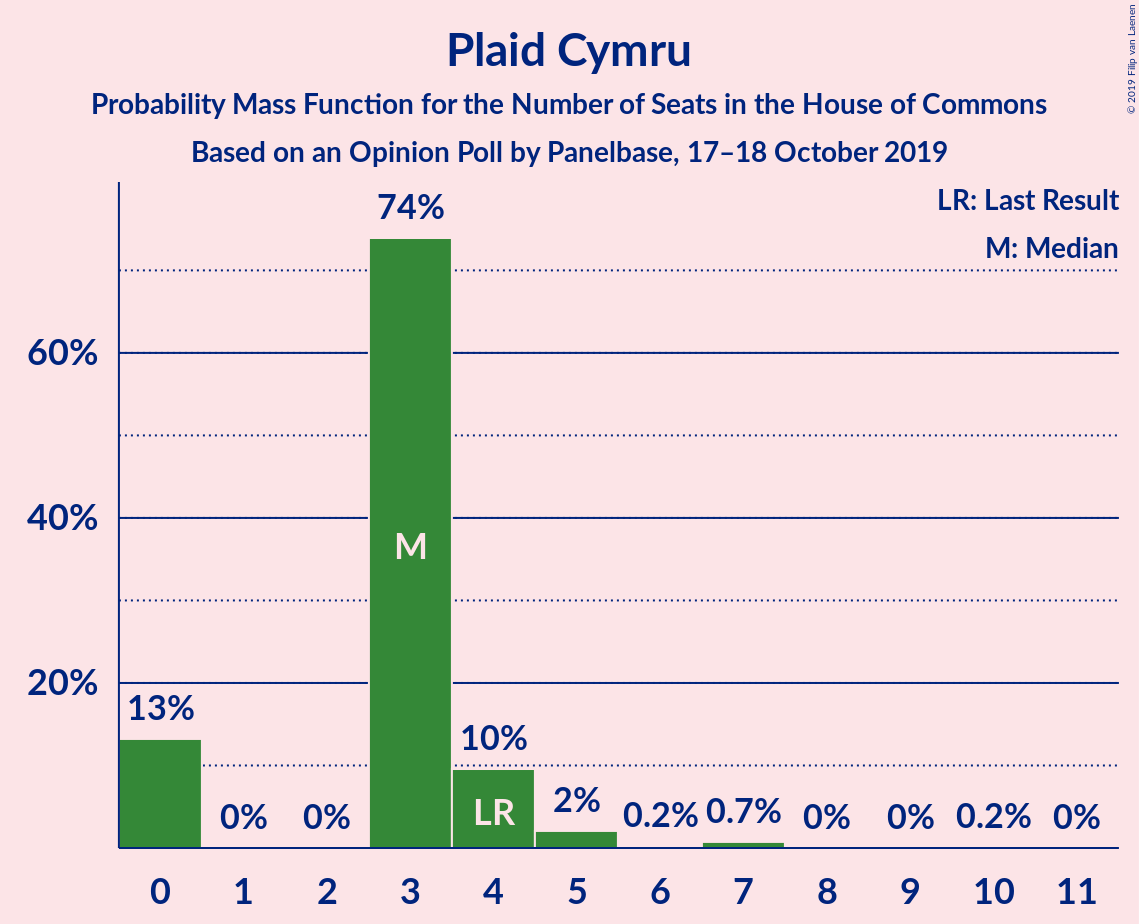 Plaid Cymru
Probability Mass Function for the Number of Seats in the House of Commons
Based on an Opinion Poll by Panelbase, 17–18 October 2019
© 2019 Filip van Laenen
LR: Last Result
M: Median
74%
60%
40%
M
20%
13%
10%
LR
2%
0.2%
0.7%
0%
0%
0%
0%
0.2%
0%
0 1 2 3 4 5 6 7 8 9 10 11